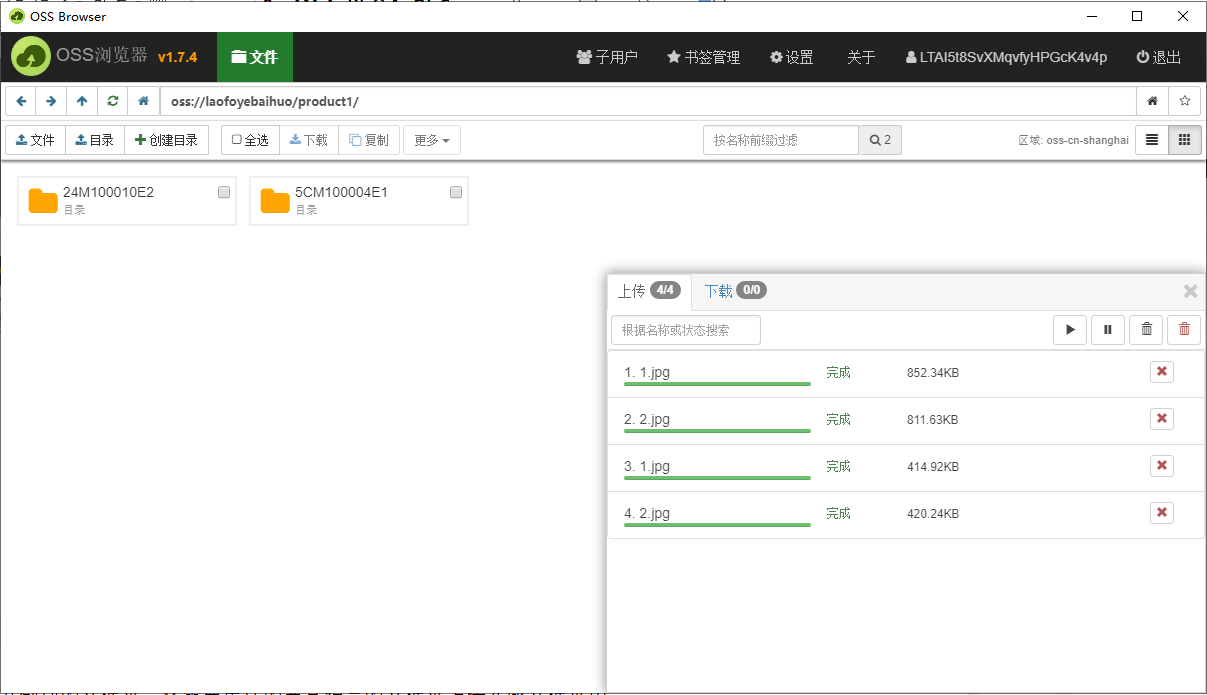 OSS Browser
OSS浏览器 v1.7.4 文件 子用户 书签管理 设置 关于 LTAI5t8SvXMqvfyHPGcK4v4p 退出
oss://laofoyebaihuo/product1/
文件 目录 创建目录 全选 下载 复制 更多 按名称前缀过滤 2 区域: oss-cn-shanghai
24M100010E2 5CM100004E1
目录 目录
上传 4/4 下载 0/0
根据名称或状态搜索
1. 1.jpg 完成 852.34KB
2. 2.jpg 完成 811.63KB
3. 1.jpg 完成 414.92KB
4. 2.jpg 完成 420.24KB